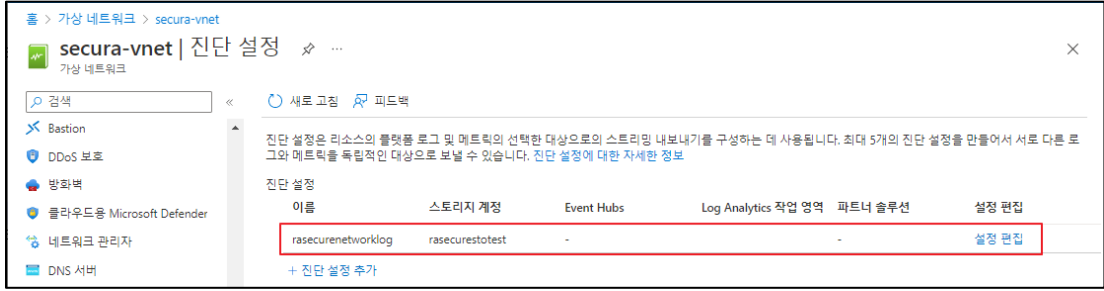 홈 > 가상 네트워크 > secura-vnet
secura-vnet | 진단 설정
가상 네트워크
검색
새로 고침 피드백
Bastion
DDoS 보호
방화벽
클라우드용 Microsoft Defender
네트워크 관리자
DNS 서버
진단 설정은 리소스의 플랫폼 로그 및 메트릭의 선택한 대상으로의 스트리밍 내보내기를 구성하는 데 사용됩니다. 최대 5개의 진단 설정을 만들어서 서로 다른 로
그와 메트릭을 독립적인 대상으로 보낼 수 있습니다. 진단 설정에 대한 자세한 정보
진단 설정
이름 스토리지 계정 Event Hubs Log Analytics 작업 영역 파트너 솔루션 설정 편집
rasecurenetworklog rasecurestotest - - 설정 편집
+ 진단 설정 추가